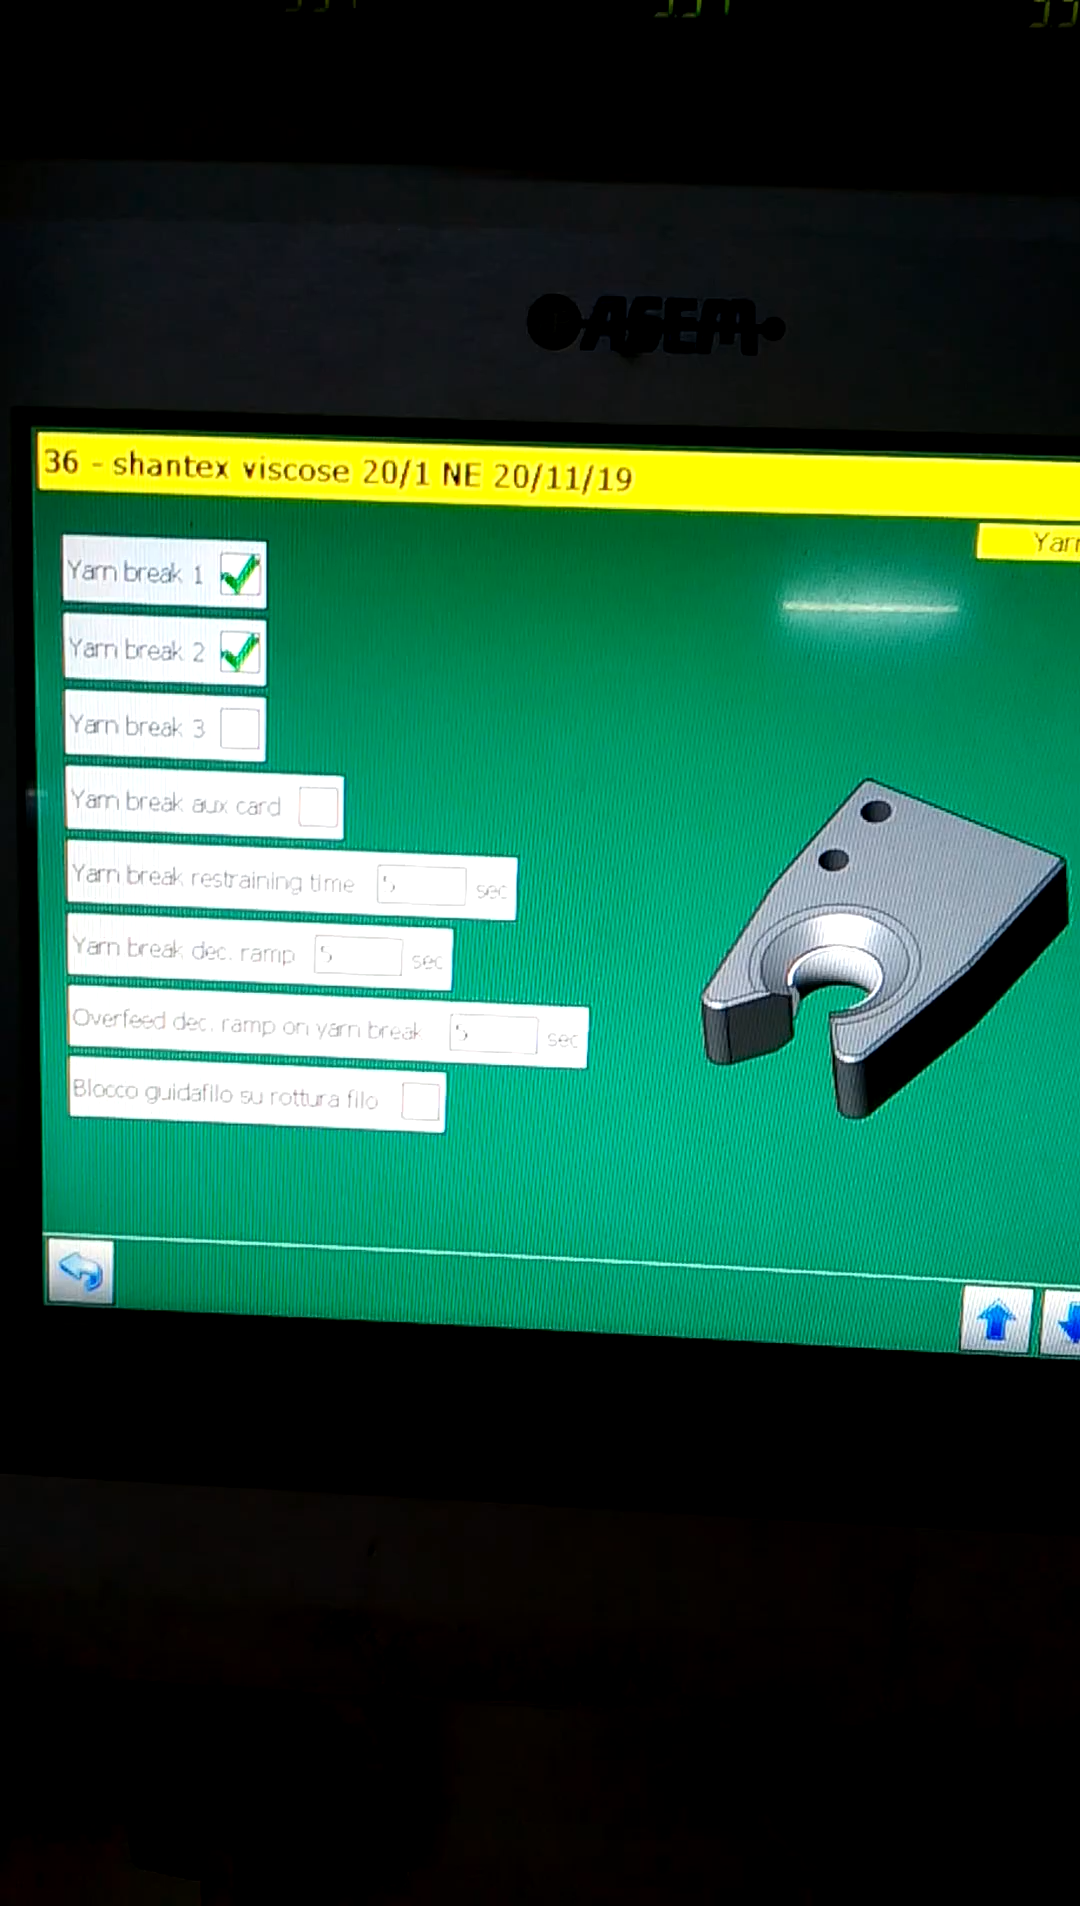 ASEM
36 - shantex viscose 20/1 NE 20/11/19
Yarn
Yarn break 1
Yarn break 2
Yarn break 3
Yarn break aux card
Yarn break restraining time 5 sec
Yarn break dec. ramp 5 sec
Overfeed dec. ramp on yarn break 5 sec
Blocco guidafilo su rottura filo